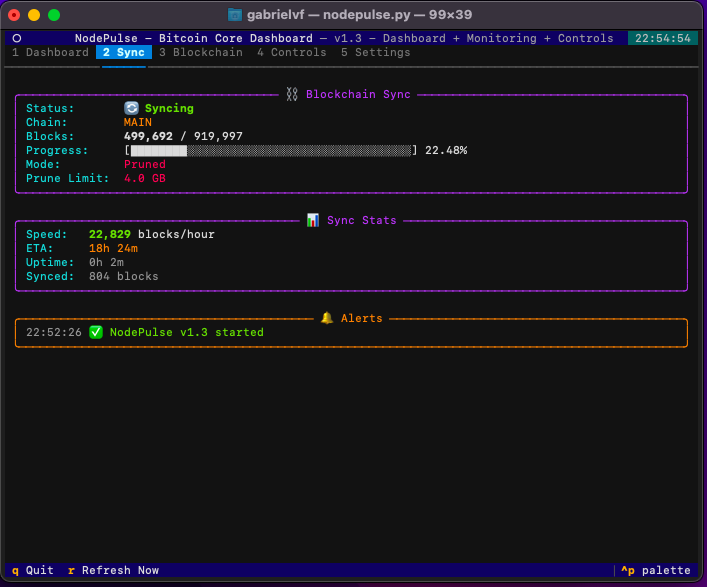 gabrielvf — nodepulse.py — 99×39
NodePulse — Bitcoin Core Dashboard — v1.3 - Dashboard + Monitoring + Controls 22:54:54
1 Dashboard 2 Sync 3 Blockchain 4 Controls 5 Settings
⛓ Blockchain Sync
Status: 🔄 Syncing
Chain: MAIN
Blocks: 499,692 / 919,997
Progress: [████████░░░░░░░░░░░░░░░░░░░░░░░░░░░░░░░░] 22.48%
Mode: Pruned
Prune Limit: 4.0 GB
📊 Sync Stats
Speed: 22,829 blocks/hour
ETA: 18h 24m
Uptime: 0h 2m
Synced: 804 blocks
🔔 Alerts
22:52:26 ✅ NodePulse v1.3 started
q Quit r Refresh Now ^p palette